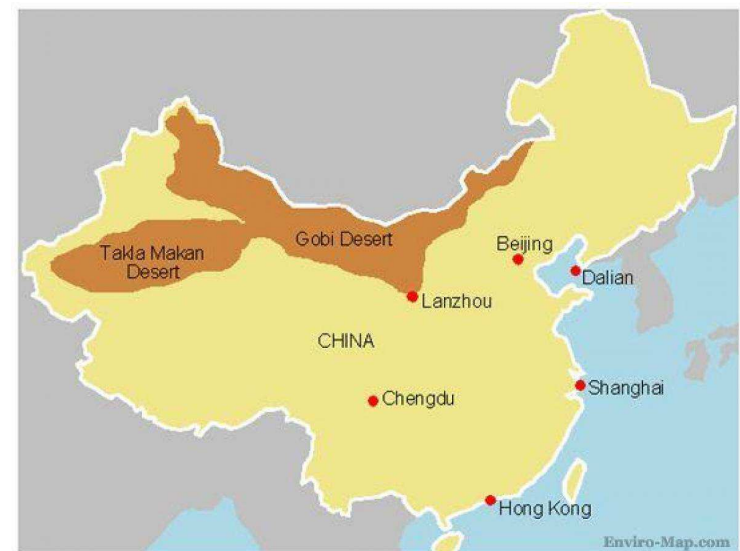 Takla Makan
Desert
Gobi Desert
Beijing
Dalian
Lanzhou
CHINA
Shanghai
Chengdu
Hong Kong
Enviro-Map.com